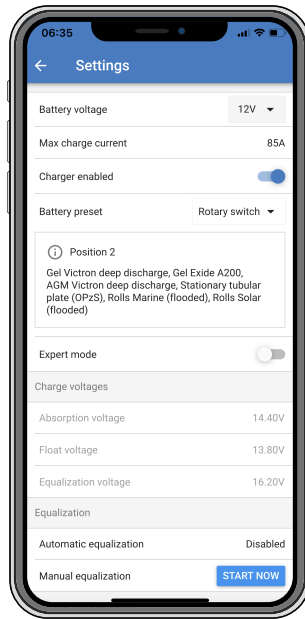 06:35
Settings
Battery voltage 12V
Max charge current 85A
Charger enabled
Battery preset Rotary switch
Position 2
Gel Victron deep discharge, Gel Exide A200,
AGM Victron deep discharge, Stationary tubular
plate (OPzS), Rolls Marine (flooded), Rolls Solar
(flooded)
Expert mode
Charge voltages
Absorption voltage 14.40V
Float voltage 13.80V
Equalization voltage 16.20V
Equalization
Automatic equalization Disabled
Manual equalization START NOW